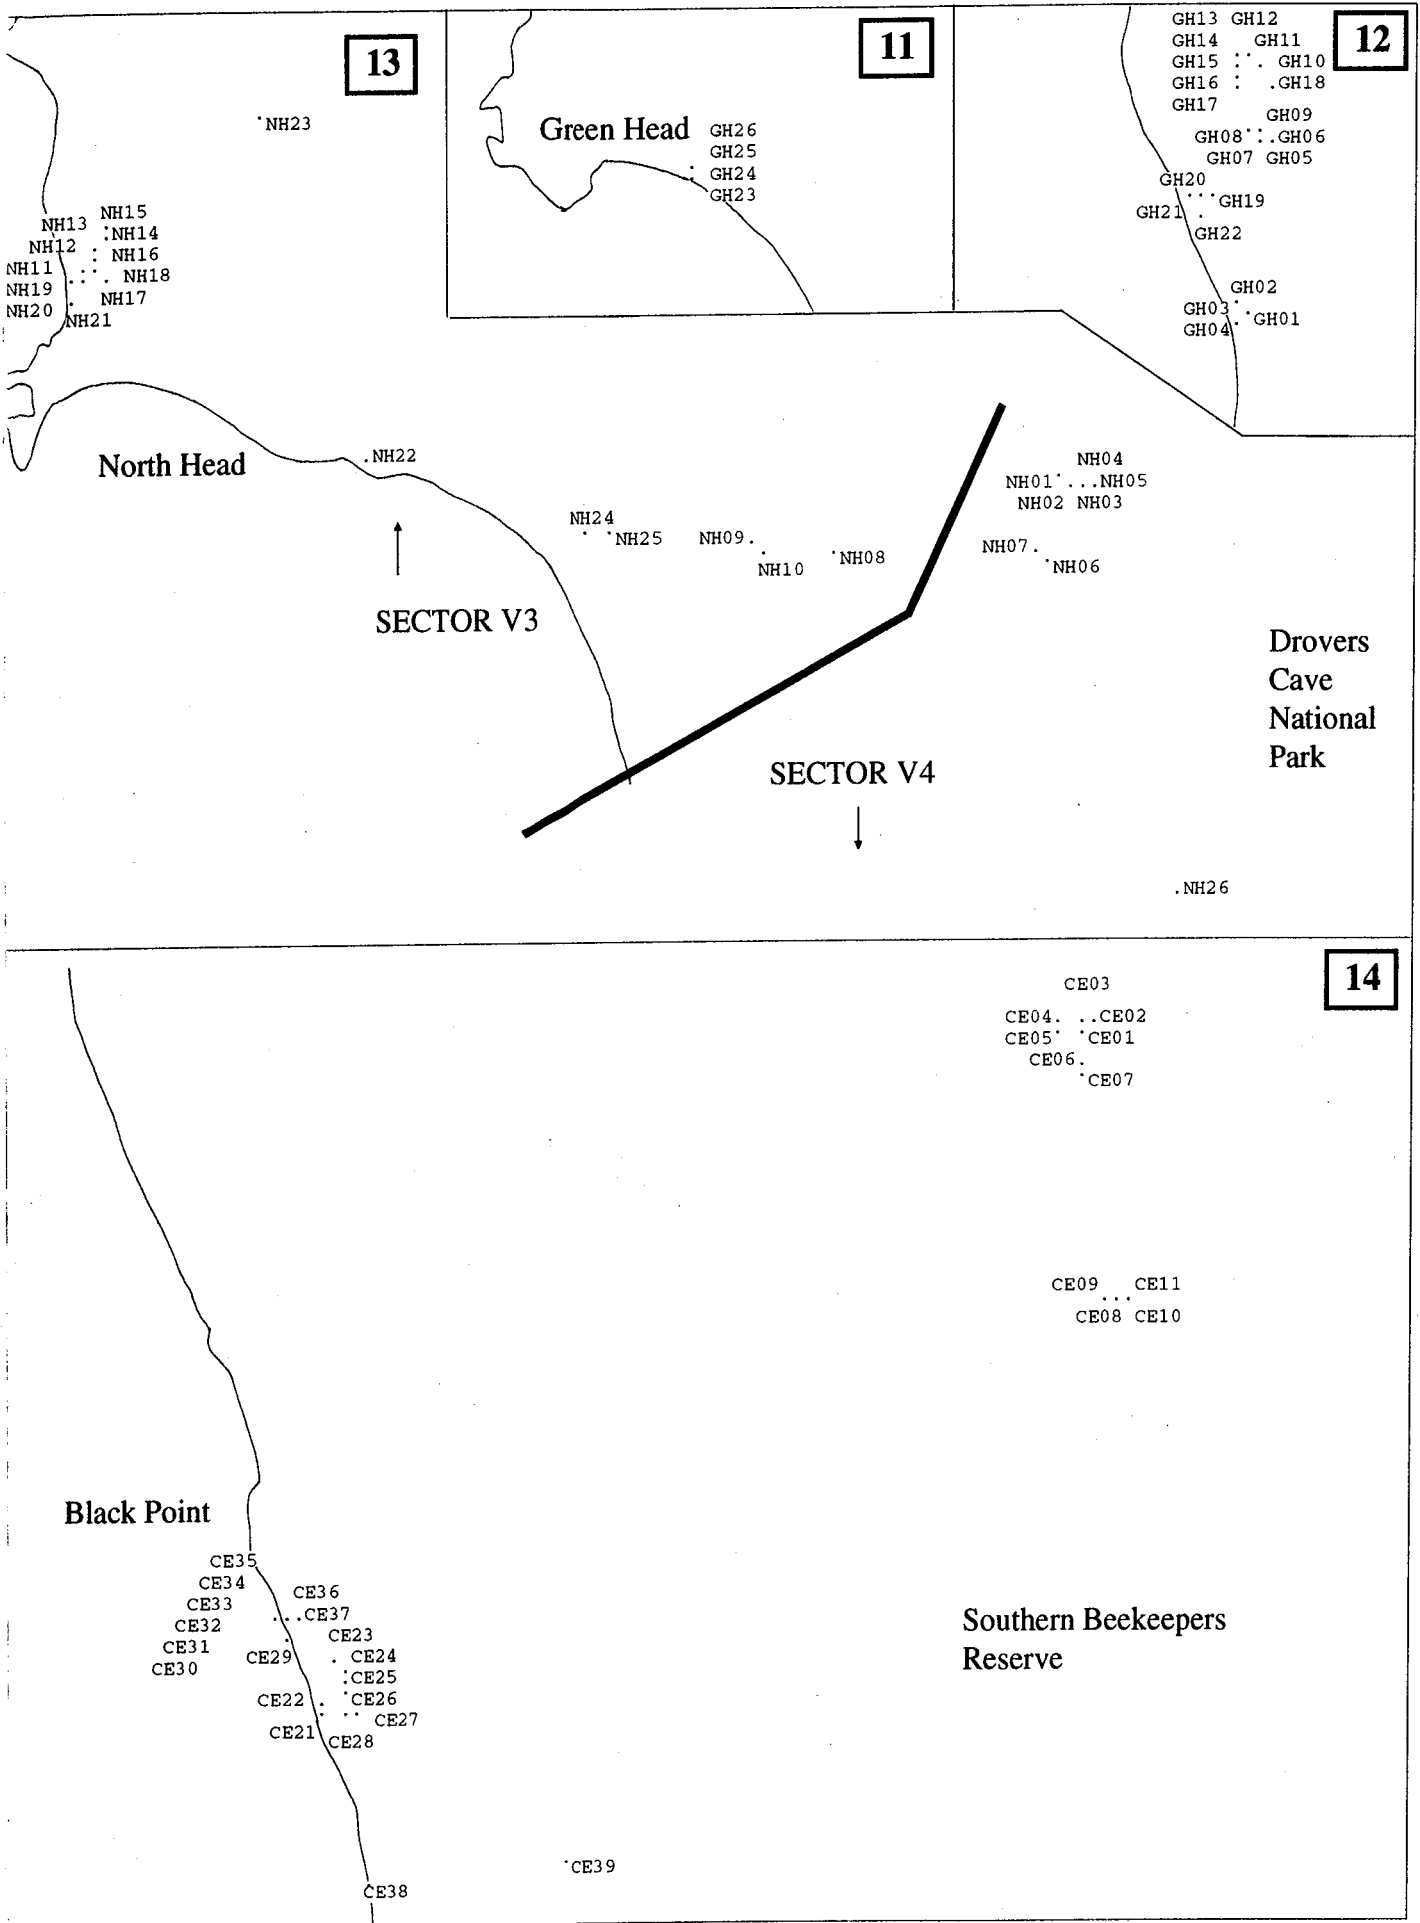 13
NH23
NH15
NH13
NH14
NH12
NH16
NH11
NH18
NH19
NH17
NH20
NH21
North Head
NH22
SECTOR V3
NH24
NH25
NH09
NH10
NH08
NH04
NH01
NH05
NH02 NH03
NH07
NH06
SECTOR V4
Drovers
Cave
National
Park
NH26
11
Green Head
GH26
GH25
GH24
GH23
12
GH13 GH12
GH14 GH11
GH15 GH10
GH16 GH18
GH17
GH09
GH08 GH06
GH07 GH05
GH20
GH19
GH21
GH22
GH02
GH03
GH01
GH04
14
CE03
CE04 CE02
CE05 CE01
CE06
CE07
CE09 CE11
CE08 CE10
Black Point
CE35
CE34
CE36
CE33
CE37
CE32
CE23
CE31
CE29
CE24
CE30
CE25
CE22
CE26
CE27
CE21
CE28
Southern Beekeepers
Reserve
CE39
CE38